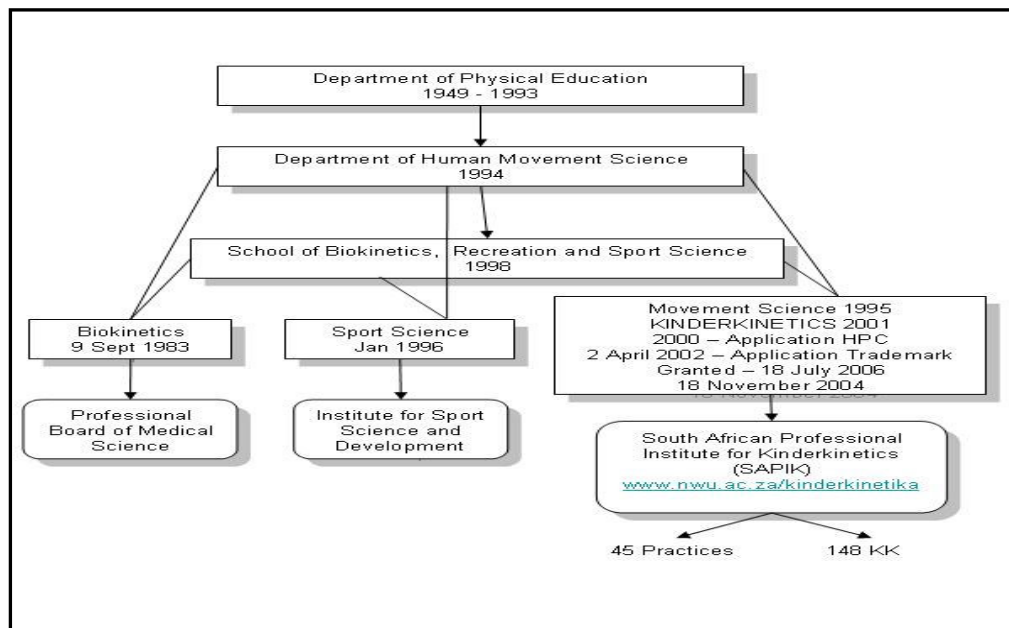 Department of Physical Education
1949 - 1993
Department of Human Movement Science
1994
School of Biokinetics, Recreation and Sport Science
1998
Biokinetics
9 Sept 1983
Sport Science
Jan 1996
Movement Science 1995
KINDERKINETICS 2001
2000 – Application HPC
2 April 2002 – Application Trademark
Granted – 18 July 2006
18 November 2004
Professional
Board of Medical
Science
Institute for Sport
Science and
Development
South African Professional
Institute for Kinderkinetics
(SAPIK)
www.nwu.ac.za/kinderkinetika
45 Practices
148 KK